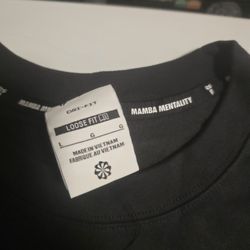 DRI-FIT
LOOSE FIT
L G G
MADE IN VIETNAM
FABRIQUÉ AU VIETNAM
MAMBA MENTALITY
MAMBA MENTALITY